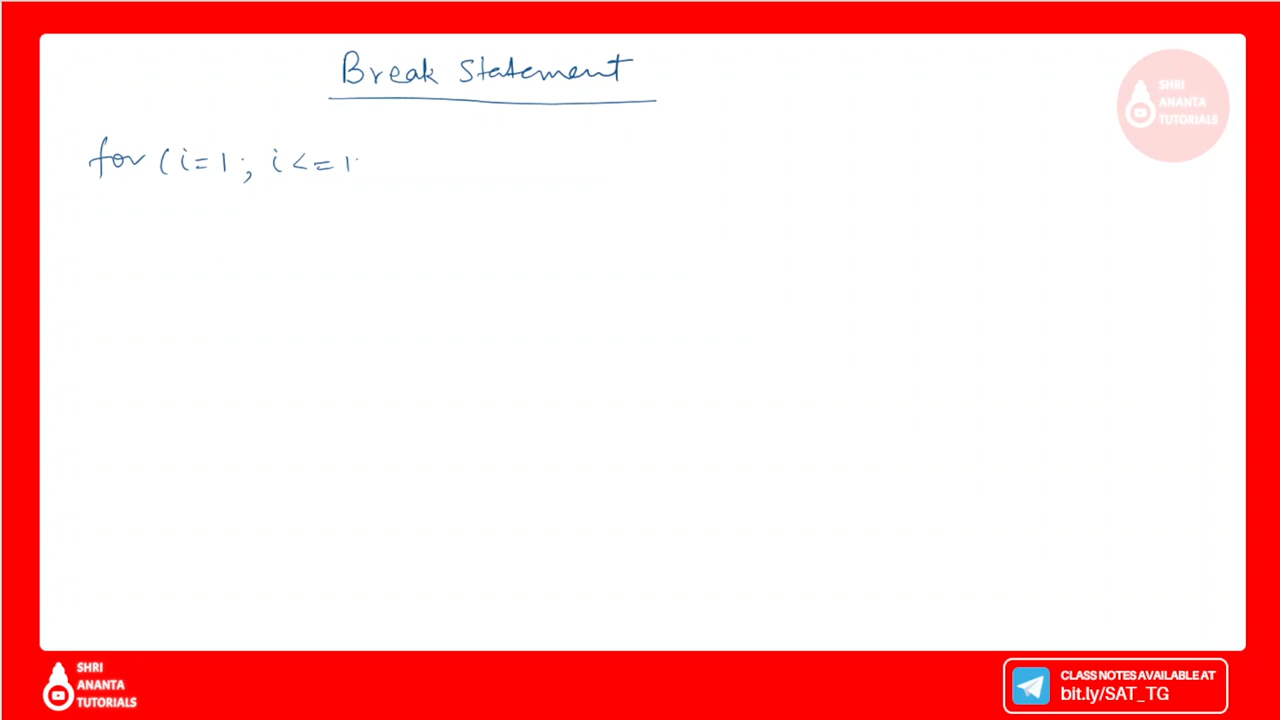 Break Statement
SHRI
ANANTA
TUTORIALS
for (i=1; i<=1
SHRI
ANANTA
TUTORIALS
CLASS NOTES AVAILABLE AT
bit.ly/SAT_TG